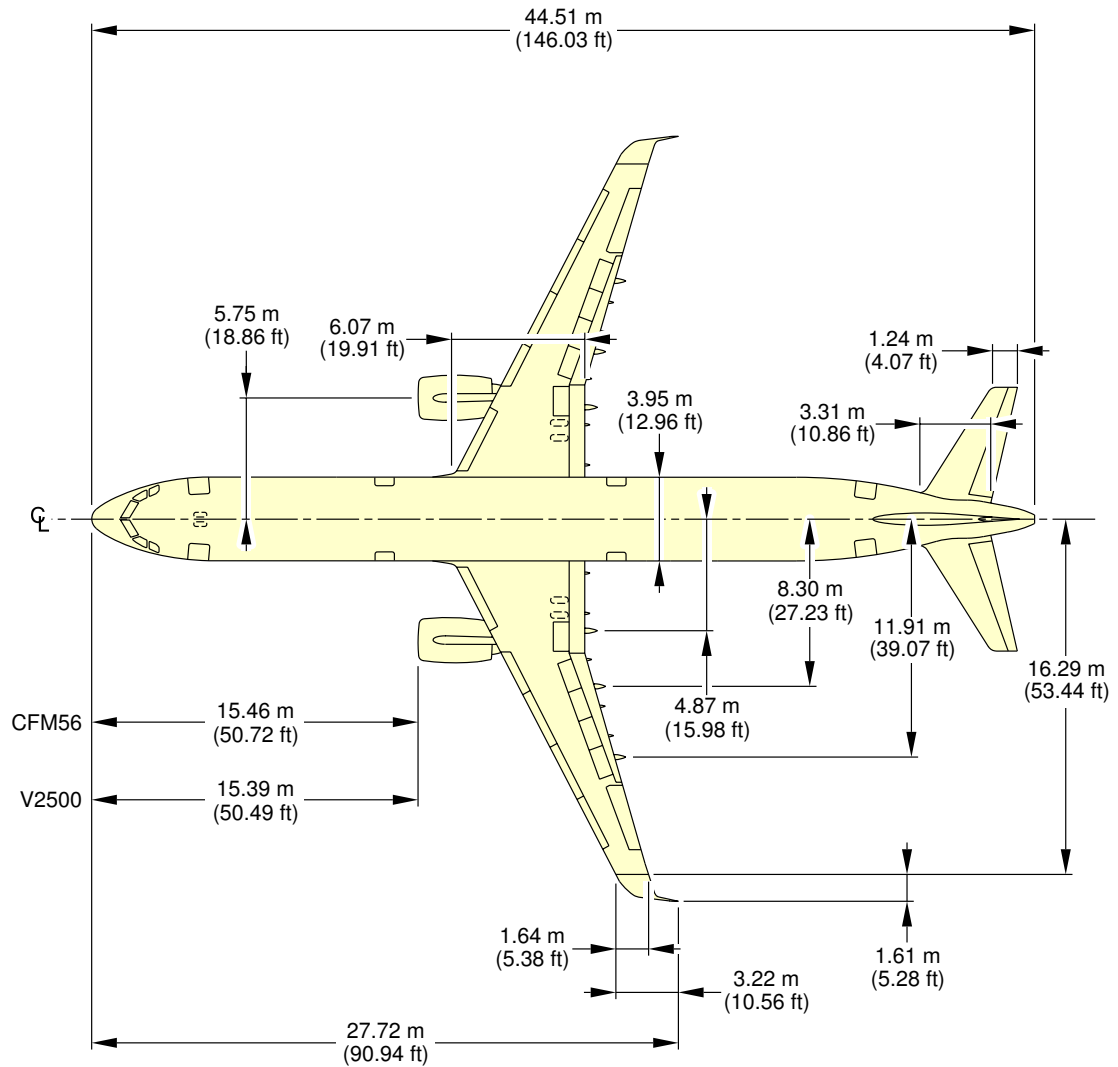 44.51 m
(146.03 ft)
5.75 m
(18.86 ft)
6.07 m
(19.91 ft)
1.24 m
(4.07 ft)
3.95 m
(12.96 ft)
3.31 m
(10.86 ft)
CL
8.30 m
(27.23 ft)
11.91 m
(39.07 ft)
16.29 m
(53.44 ft)
4.87 m
(15.98 ft)
CFM56
15.46 m
(50.72 ft)
V2500
15.39 m
(50.49 ft)
1.64 m
(5.38 ft)
1.61 m
(5.28 ft)
3.22 m
(10.56 ft)
27.72 m
(90.94 ft)